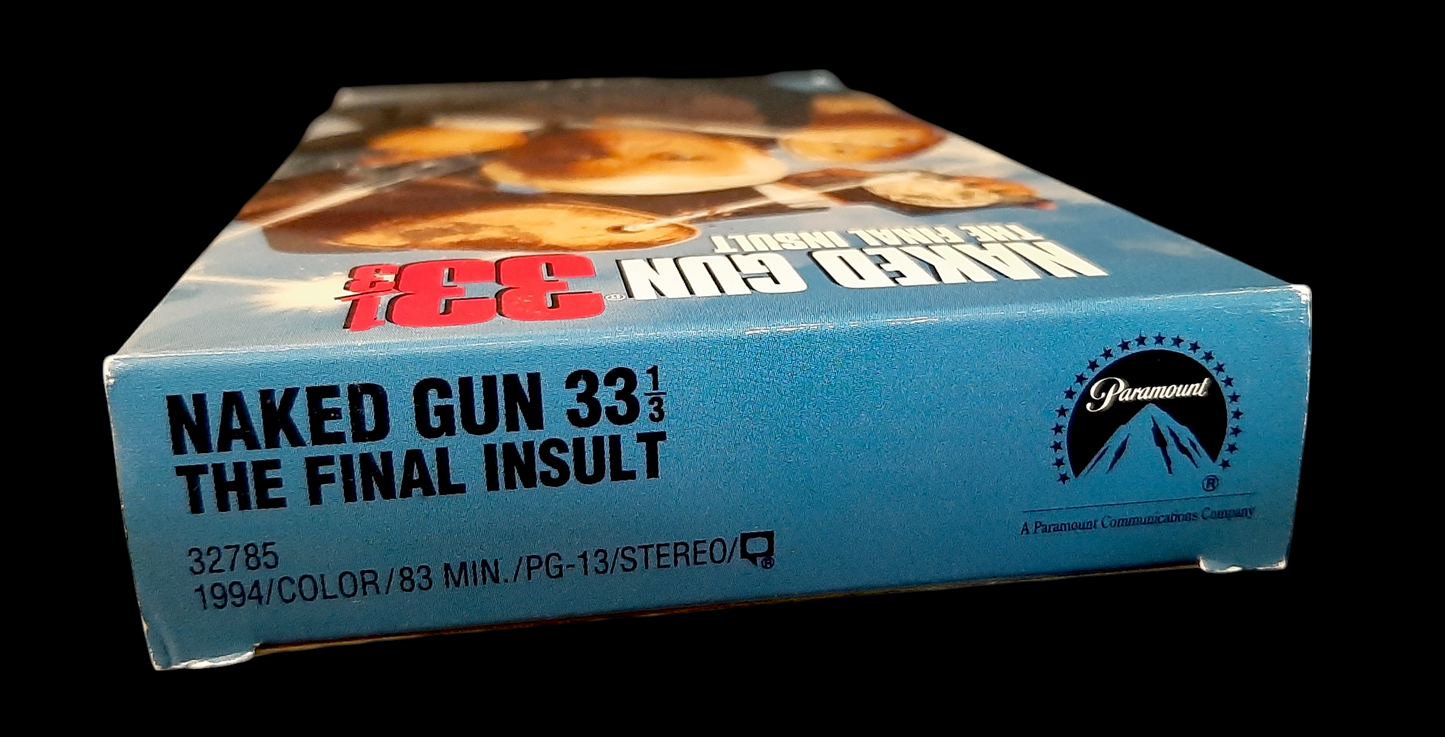 NAKED GUN® 33⅓
THE FINAL INSULT
NAKED GUN 33⅓
THE FINAL INSULT
32785
1994/COLOR/83 MIN./PG-13/STEREO/®
Paramount
®
A Paramount Communications Company